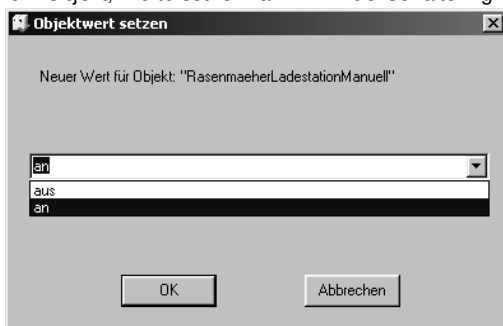 Objektwert setzen
Neuer Wert für Objekt: "RasenmaeherLadestationManuell"
an
aus
an
OK
Abbrechen